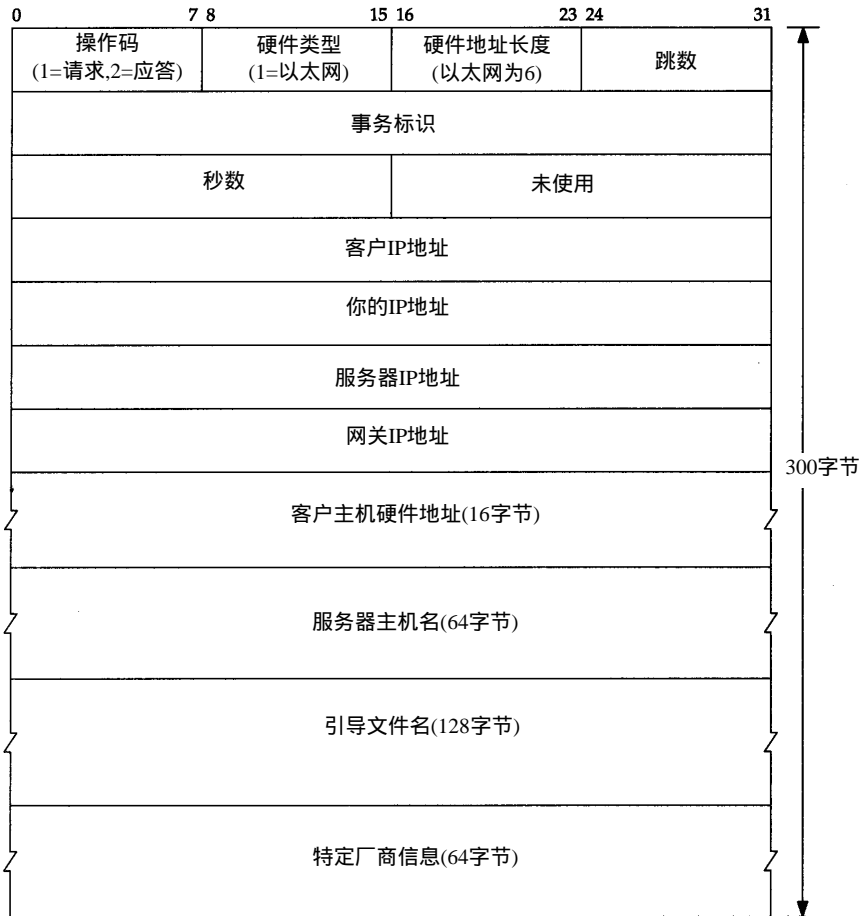 0 7 8 15 16 23 24 31
操作码 硬件类型 硬件地址长度 跳数
(1=请求,2=应答) (1=以太网) (以太网为6)
事务标识
秒数 未使用
客户IP地址
你的IP地址
服务器IP地址
网关IP地址
300字节
客户主机硬件地址(16字节)
服务器主机名(64字节)
引导文件名(128字节)
特定厂商信息(64字节)